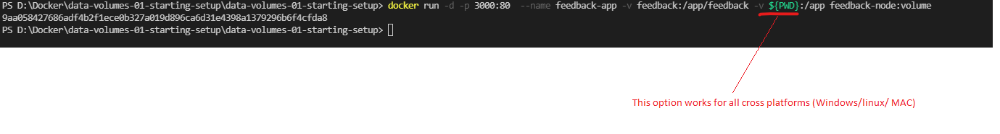 PS D:\Docker\data-volumes-01-starting-setup\data-volumes-01-starting-setup> docker run -d -p 3000:80  --name feedback-app -v feedback:/app/feedback -v ${PWD}:/app feedback-node:volume
9aa058427686adf4b2f1ece0b327a019d896ca6d31e4398a1379296b6f4cfda8
PS D:\Docker\data-volumes-01-starting-setup\data-volumes-01-starting-setup>
This option works for all cross platforms (Windows/linux/ MAC)